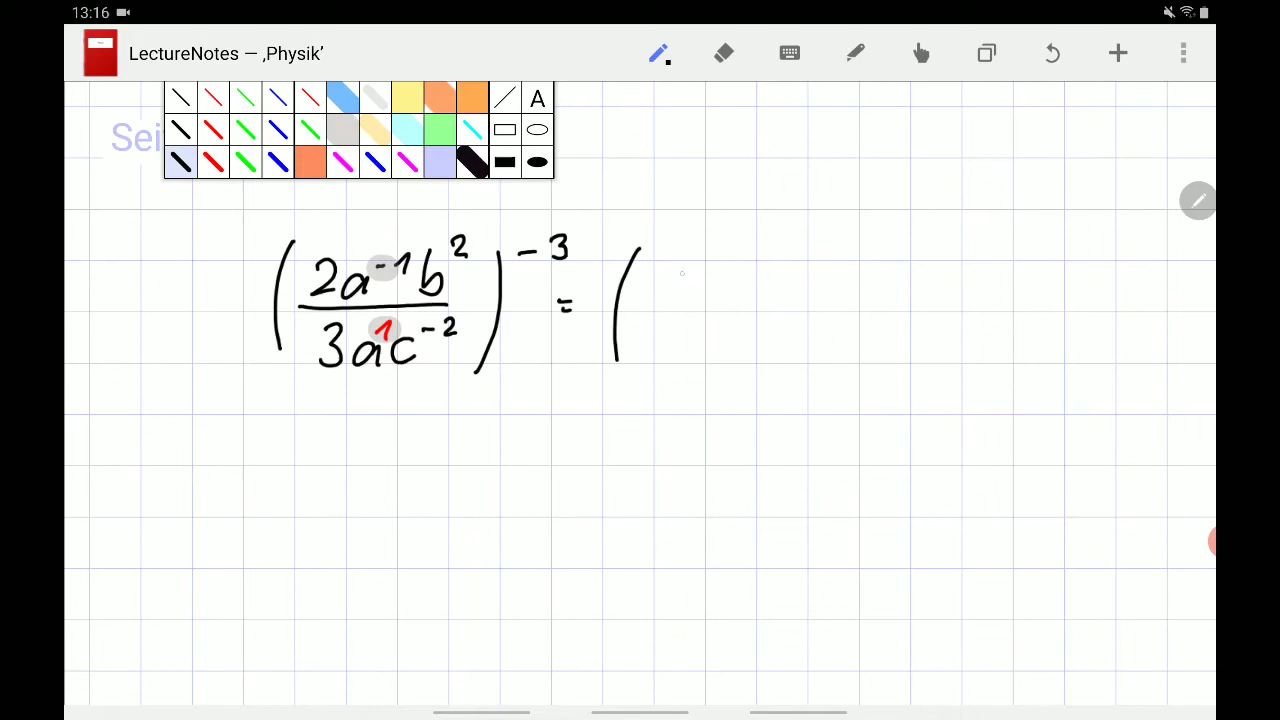 13:16
LectureNotes — ‚Physik‘
A
Sei
(2a⁻¹b² / 3a¹c⁻²)⁻³ = (